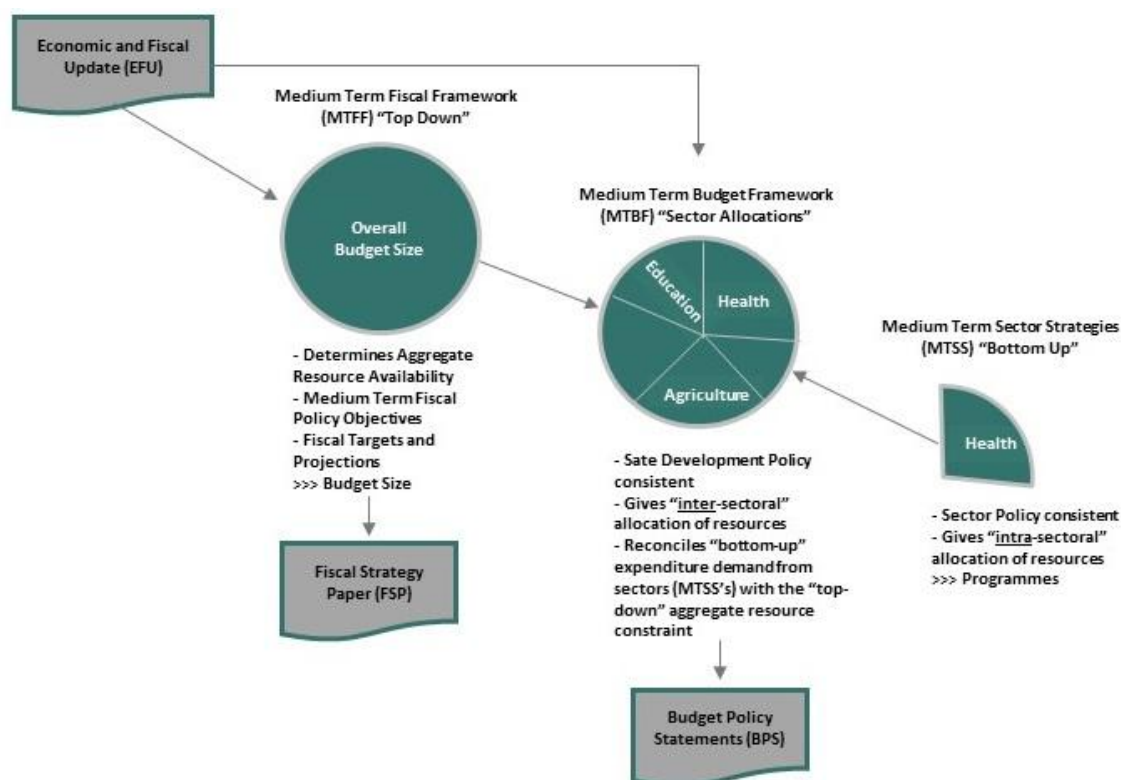 Economic and Fiscal
Update (EFU)
Medium Term Fiscal Framework
(MTFF) “Top Down”
Overall
Budget Size
- Determines Aggregate
Resource Availability
- Medium Term Fiscal
Policy Objectives
- Fiscal Targets and
Projections
>>> Budget Size
Fiscal Strategy
Paper (FSP)
Medium Term Budget Framework
(MTBF) “Sector Allocations”
Education
Health
Agriculture
- Sate Development Policy
consistent
- Gives “inter-sectoral”
allocation of resources
- Reconciles “bottom-up”
expenditure demand from
sectors (MTSS’s) with the “top-
down” aggregate resource
constraint
Budget Policy
Statements (BPS)
Medium Term Sector Strategies
(MTSS) “Bottom Up”
Health
- Sector Policy consistent
- Gives “intra-sectoral”
allocation of resources
>>> Programmes